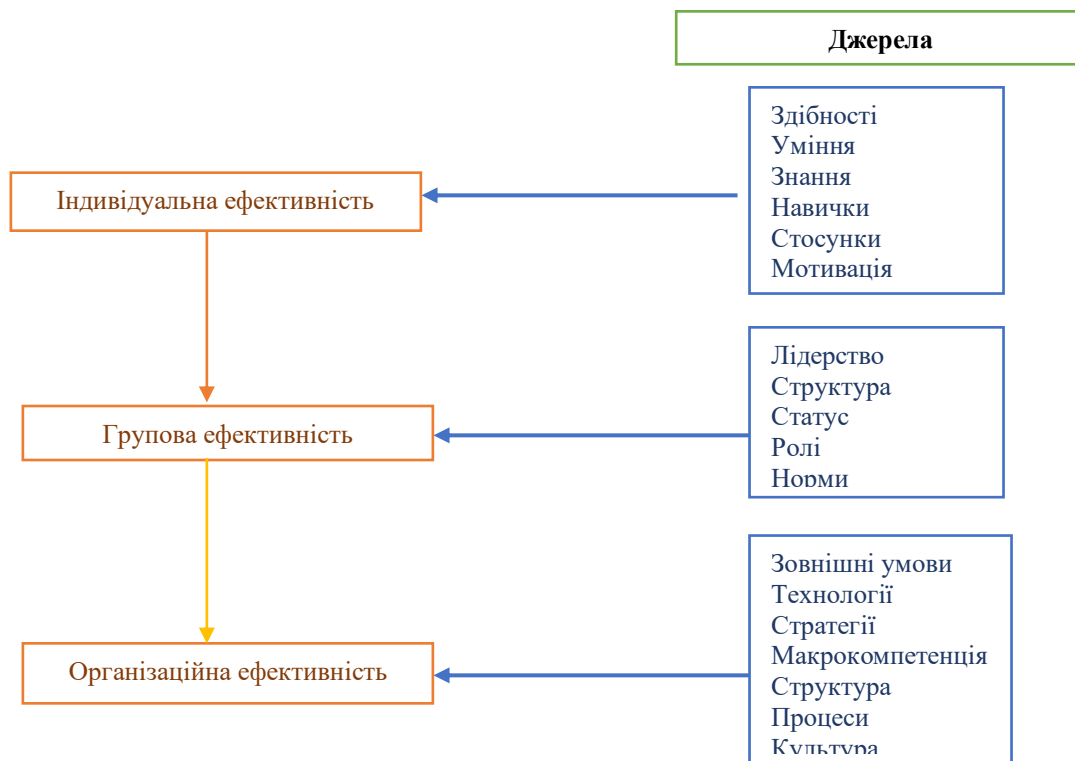 Джерела
Здібності
Уміння
Знання
Навички
Стосунки
Мотивація
Індивідуальна ефективність
Лідерство
Структура
Статус
Ролі
Норми
Групова ефективність
Зовнішні умови
Технології
Стратегії
Макрокомпетенція
Структура
Процеси
Культура
Організаційна ефективність